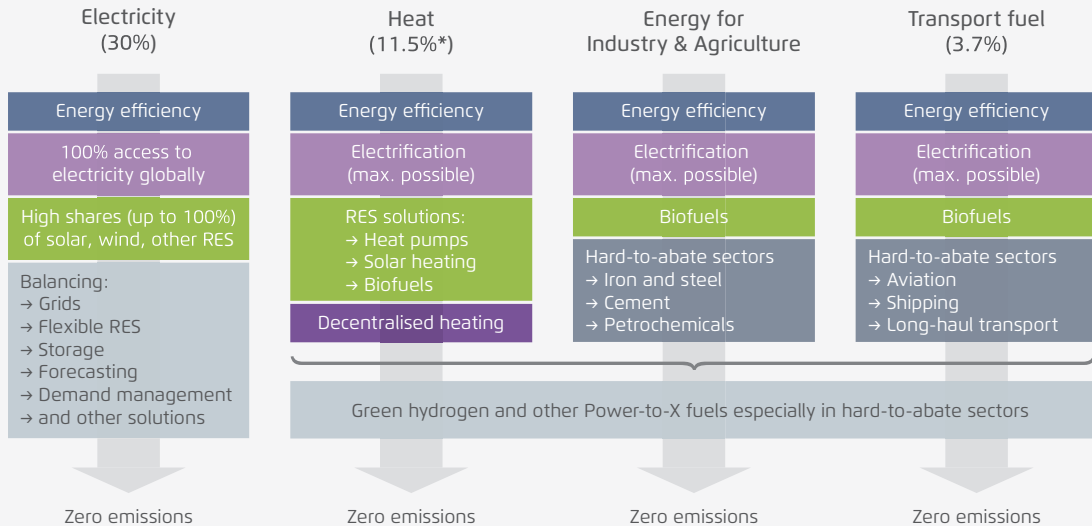 Electricity
(30%)
Energy efficiency
100% access to
electricity globally
High shares (up to 100%)
of solar, wind, other RES
Balancing:
→ Grids
→ Flexible RES
→ Storage
→ Forecasting
→ Demand management
→ and other solutions
Zero emissions
Heat
(11.5%*)
Energy efficiency
Electrification
(max. possible)
RES solutions:
→ Heat pumps
→ Solar heating
→ Biofuels
Decentralised heating
Zero emissions
Energy for
Industry & Agriculture
Energy efficiency
Electrification
(max. possible)
Biofuels
Hard-to-abate sectors
→ Iron and steel
→ Cement
→ Petrochemicals
Zero emissions
Transport fuel
(3.7%)
Energy efficiency
Electrification
(max. possible)
Biofuels
Hard-to-abate sectors
→ Aviation
→ Shipping
→ Long-haul transport
Zero emissions
Green hydrogen and other Power-to-X fuels especially in hard-to-abate sectors